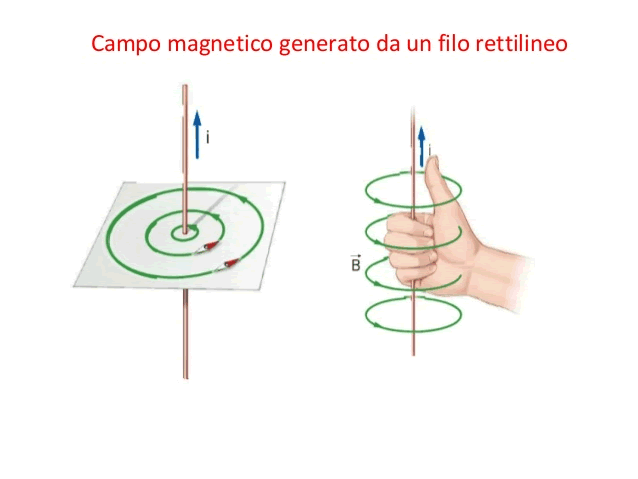 Campo magnetico generato da un filo rettilineo
i
i
B